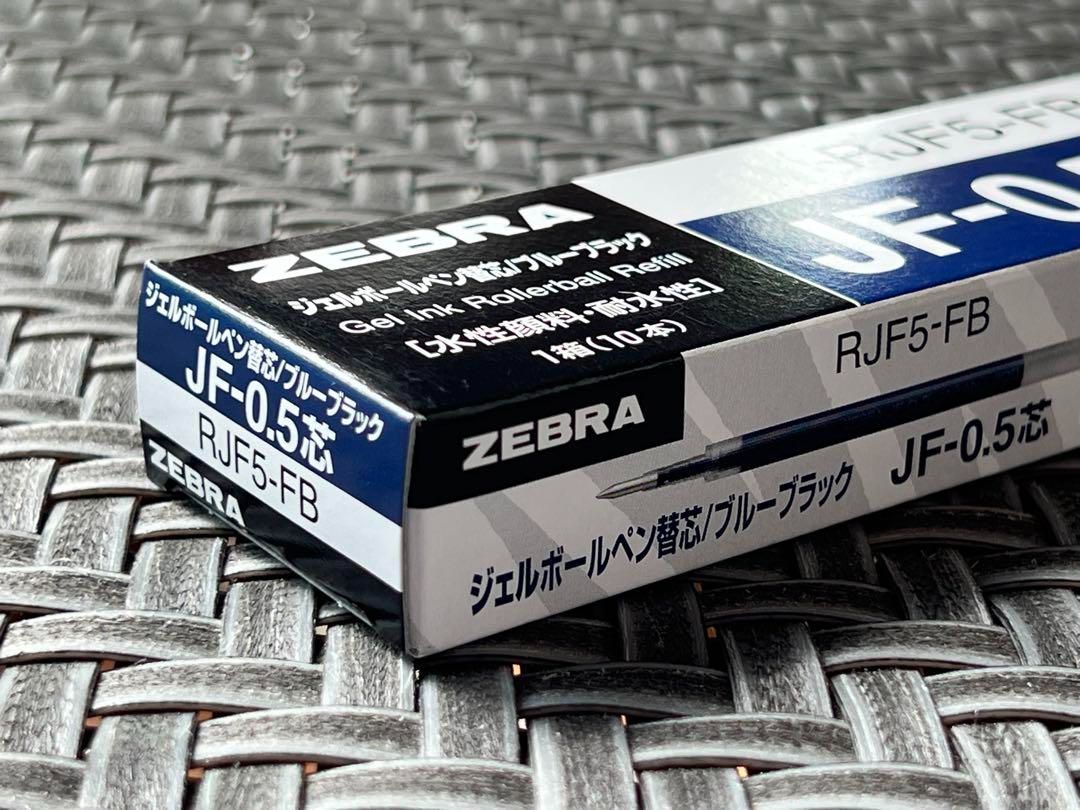 ZEBRA
ジェルボールペン替芯/ブルーブラック
Gel Ink Rollerball Refill
[水性顔料・耐水性]
1箱(10本)
RJF5-FB
JF-0.5
ジェルボールペン替芯/ブルーブラック
JF-0.5芯
RJF5-FB
ZEBRA
ZEBRA
RJF5-FB
ジェルボールペン替芯/ブルーブラック
JF-0.5芯